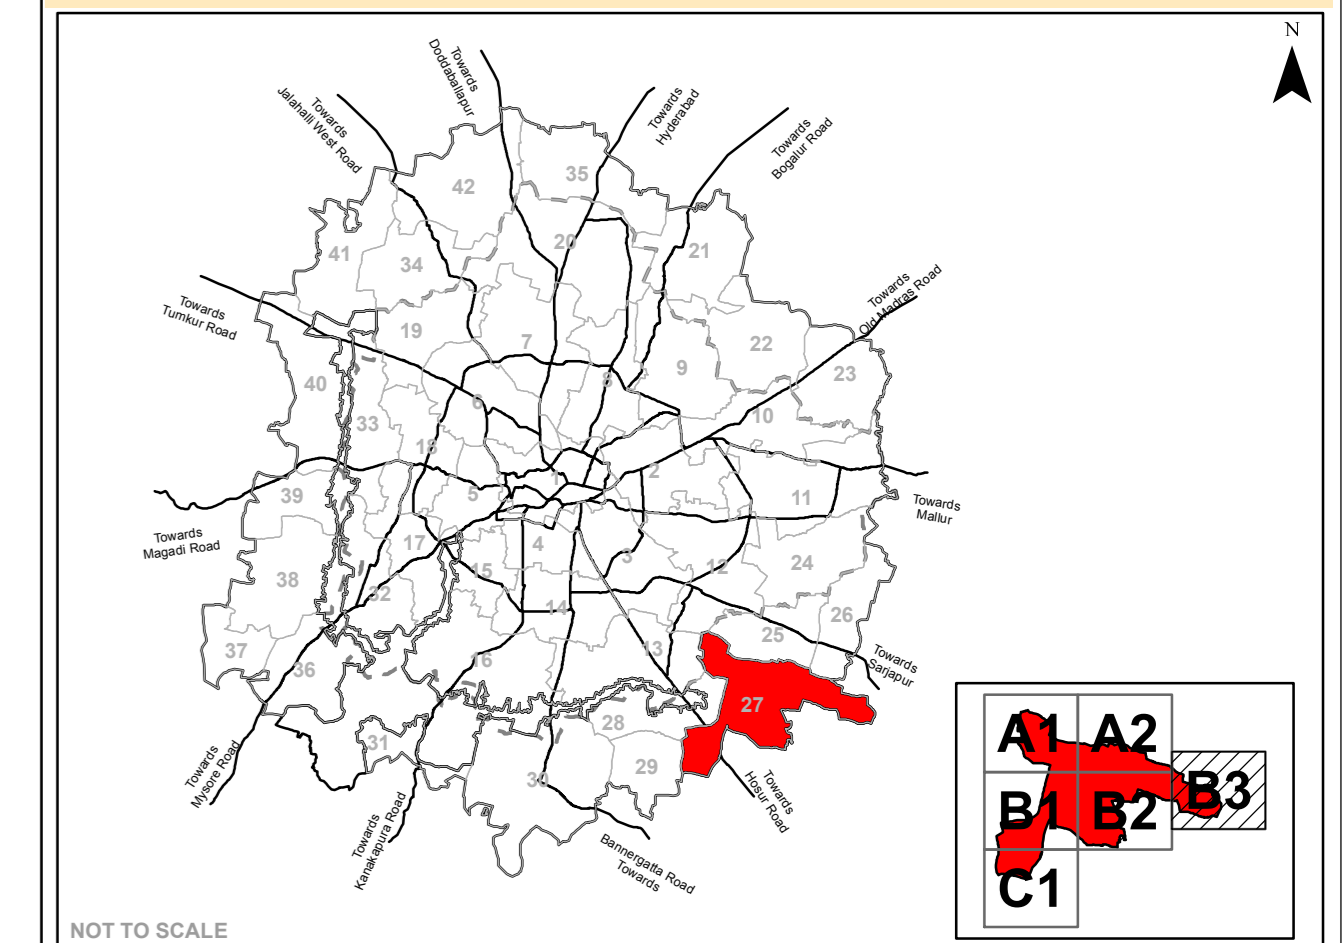 N
Towards
Doddaballapur
Towards
Jalahalli West Road
Towards
Hyderabad
Towards
Bogalur Road
42
35
41
34
20
21
Towards
Old Madras Road
Towards
Tumkur Road
19
7
22
9
8
23
40
6
10
33
18
1
2
39
5
11
Towards
Mallur
Towards
Magadi Road
17
4
3
12
24
15
38
32
14
26
25
13
37
36
16
Towards
Sarjapur
27
28
31
29
30
Towards
Mysore Road
Towards
Kanakapura Road
Towards
Hosur Road
Bannergatta Road
Towards
A1
A2
B1
B2
B3
C1
NOT TO SCALE